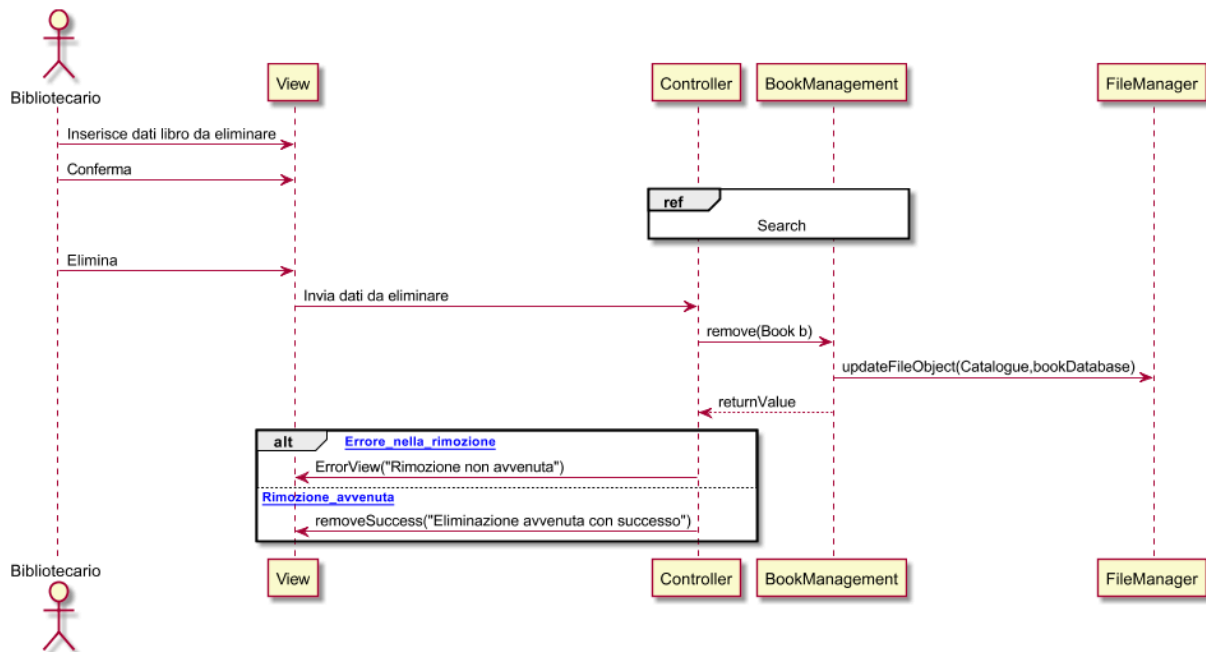 Bibliotecario
View
Controller
BookManagement
FileManager
Inserisce dati libro da eliminare
Conferma
ref
Search
Elimina
Invia dati da eliminare
remove(Book b)
updateFileObject(Catalogue,bookDatabase)
returnValue
alt
Errore_nella_rimozione
ErrorView("Rimozione non avvenuta")
Rimozione_avvenuta
removeSuccess("Eliminazione avvenuta con successo")
Bibliotecario
View
Controller
BookManagement
FileManager